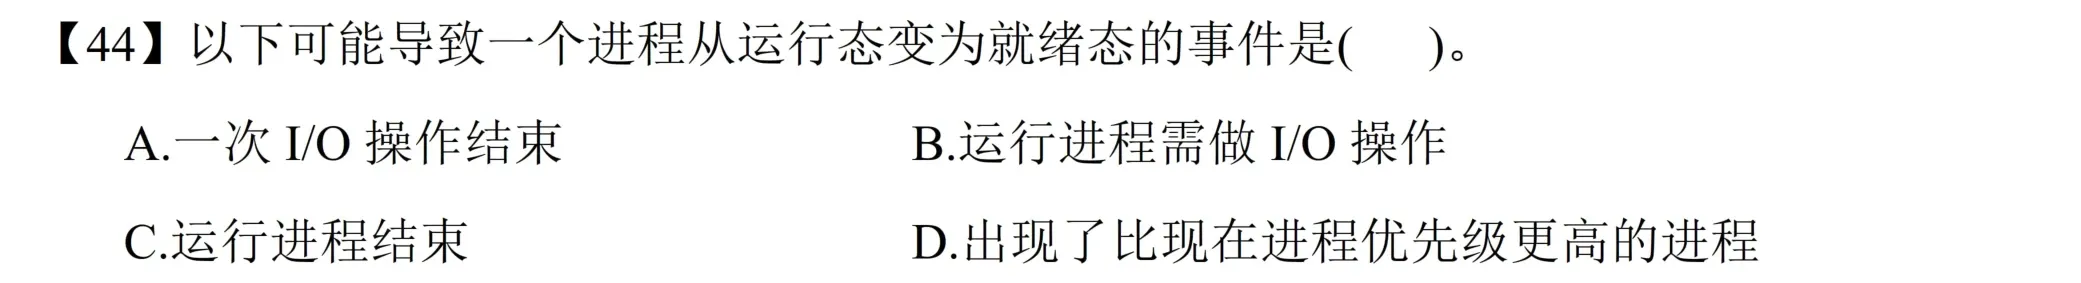 【44】以下可能导致一个进程从运行态变为就绪态的事件是(    )。
A.一次 I/O 操作结束    B.运行进程需做 I/O 操作
C.运行进程结束    D.出现了比现在进程优先级更高的进程